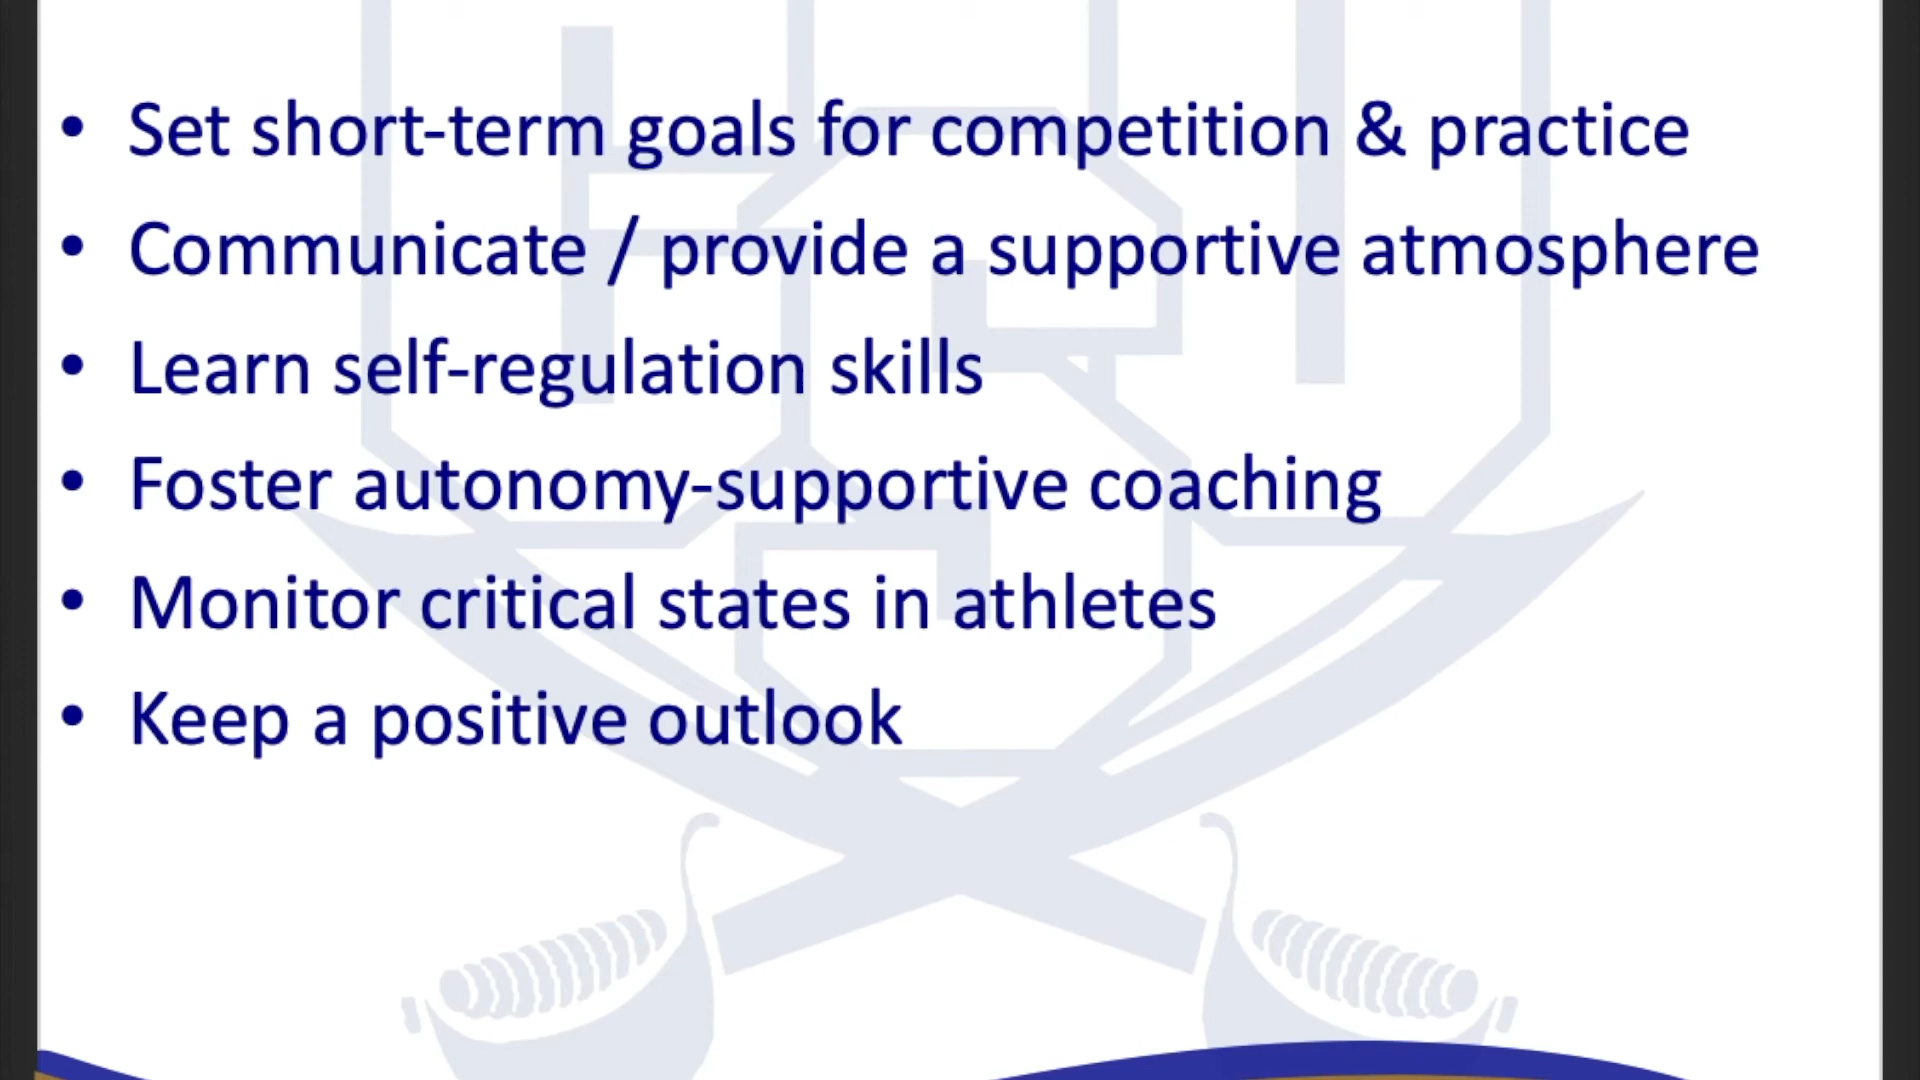 • Set short-term goals for competition & practice
• Communicate / provide a supportive atmosphere
• Learn self-regulation skills
• Foster autonomy-supportive coaching
• Monitor critical states in athletes
• Keep a positive outlook